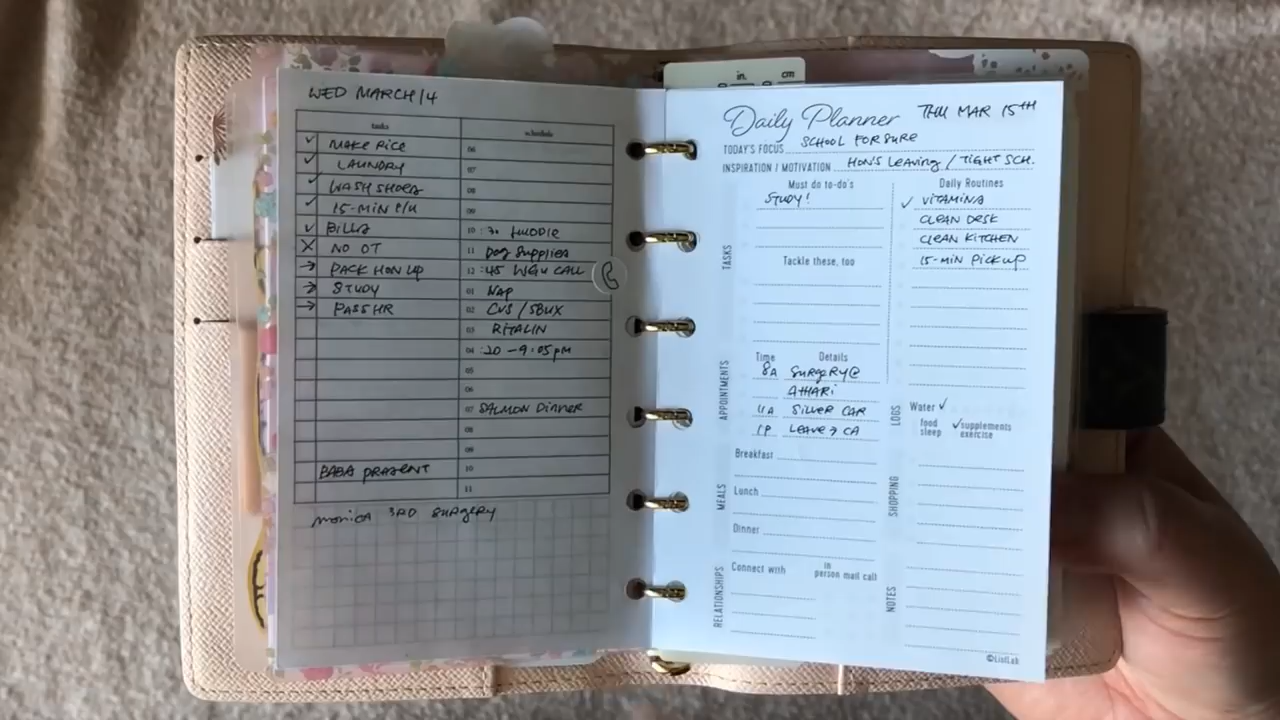 WED MARCH 14
tasks schedule
✓ MAKE RICE 06
✓ LAUNDRY 07
✓ WASH SHOES 08
✓ 15-MIN P/U 09
✓ BILLS 10 :30 HUDDLE
X NO OT 11 DOG SUPPLIES
→ PACK HON UP 12 :45 CALL
→ STUDY 01 NAP
→ PASS HR 02 CVS / SBUX
03 RITALIN
04 :20 - 9:05 pm
05
06
07 SALMON DINNER
08
09
BABA PRESENT 10
11
MONICA 3RD SURGERY
in. cm
Daily Planner THU MAR 15TH
TODAY'S FOCUS SCHOOL FOR SURE
INSPIRATION / MOTIVATION HON'S LEAVING / TIGHT SCH.
TASKS
Must do to-do's
STUDY!
Tackle these, too
Daily Routines
✓ VITAMINS
CLEAN DESK
CLEAN KITCHEN
15-MIN PICKUP
APPOINTMENTS
Time Details
8A SURGERY @
ATHARI
11A SILVER CAR
1P LEAVE → CA
LOGS
Water ✓
food ✓ supplements
sleep exercise
MEALS
Breakfast
Lunch
Dinner
SHOPPING
RELATIONSHIPS
Connect with in person mail call
NOTES